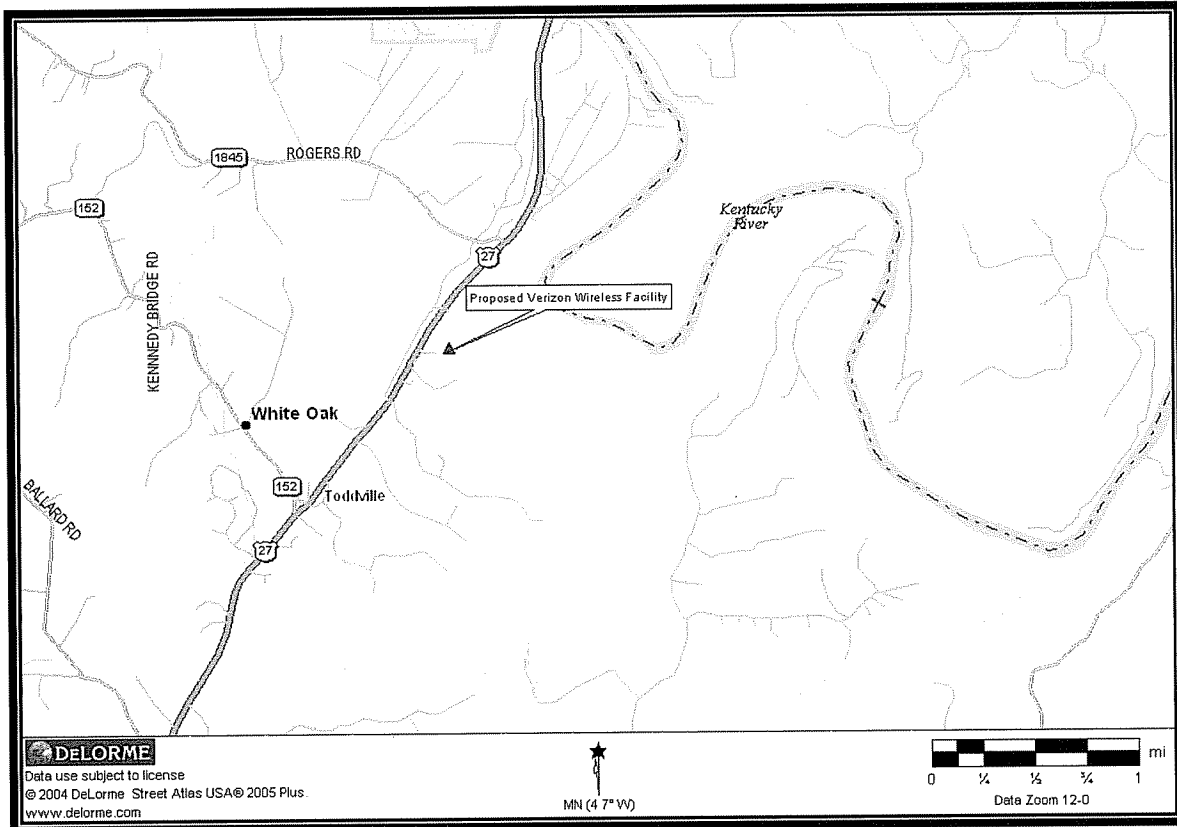 1845
ROGERS RD
152
Kentucky
River
27
KENNNEDY BRIDGE RD
Proposed Verizon Wireless Facility
White Oak
152
Toddville
BALLARD RD
27
DELORME
Data use subject to license
© 2004 DeLorme Street Atlas USA® 2005 Plus.
www.delorme.com
MN (4 7° W)
mi
0 ¼ ½ ¾ 1
Data Zoom 12-0